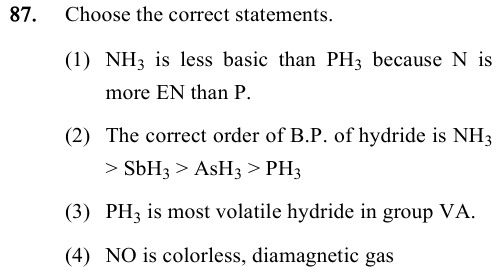 87. Choose the correct statements.
(1) NH₃ is less basic than PH₃ because N is
more EN than P.
(2) The correct order of B.P. of hydride is NH₃
> SbH₃ > AsH₃ > PH₃
(3) PH₃ is most volatile hydride in group VA.
(4) NO is colorless, diamagnetic gas